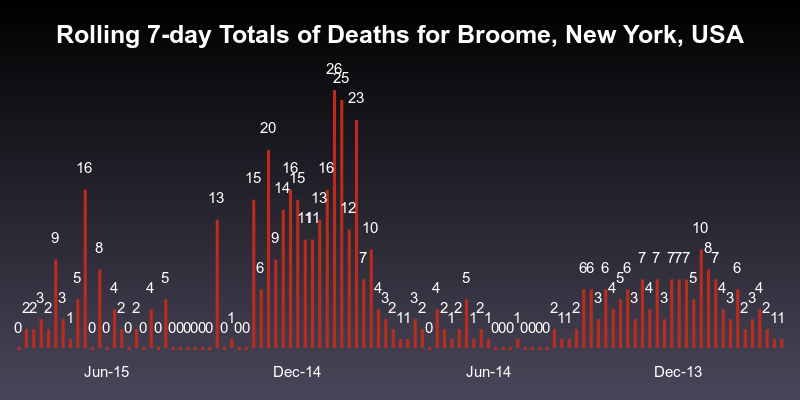 Rolling 7-day Totals of Deaths for Broome, New York, USA
0 2 2 3 2 9 3 1 5 16 0 8 0 4 2 0 2 0 4 0 5 0 0 0 0 0 0 13 0 1 0 0 15 6 20 9 14 16 15 11 11 13 16 26 25 12 23 7 10 4 3 2 1 1 3 2 0 4 2 1 2 5 1 2 1 0 0 0 1 0 0 0 0 2 1 1 2 6 6 3 6 4 5 6 3 7 4 7 3 7 7 7 5 10 8 7 4 3 6 2 3 4 2 1 1
Jun-15 Dec-14 Jun-14 Dec-13